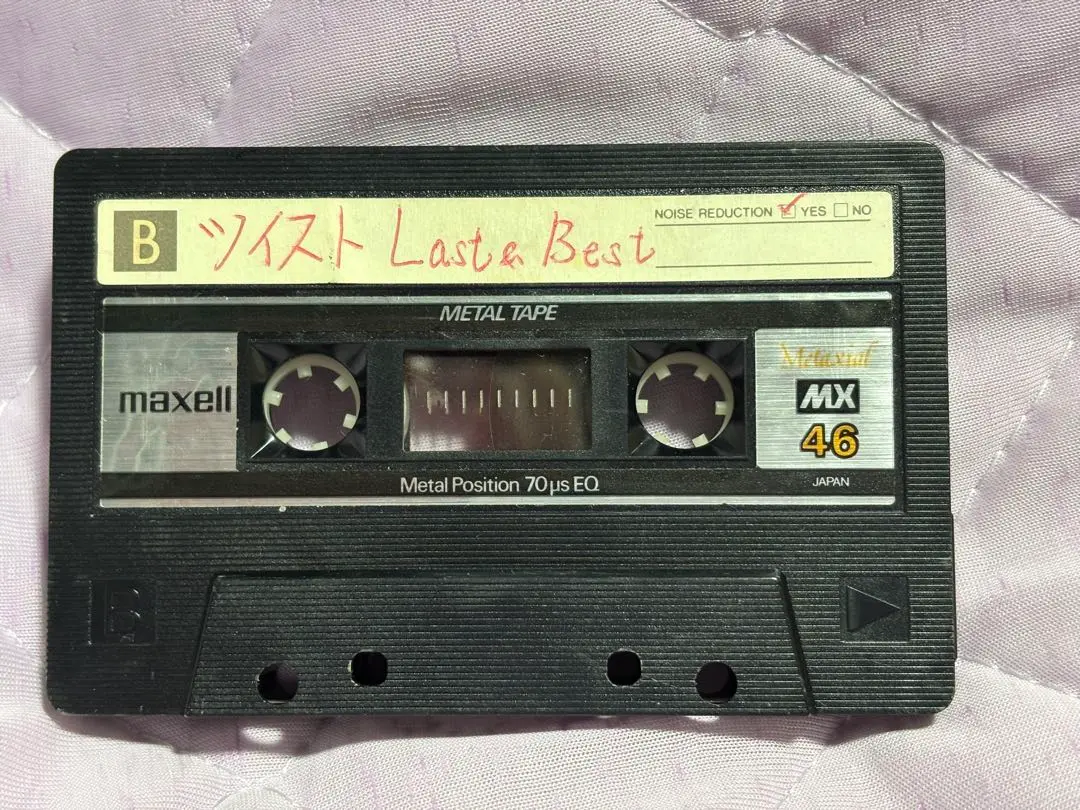 B ツイスト Last & Best
NOISE REDUCTION YES NO
METAL TAPE
maxell
Metaxial
MX
46
Metal Position 70μs EQ
JAPAN
B